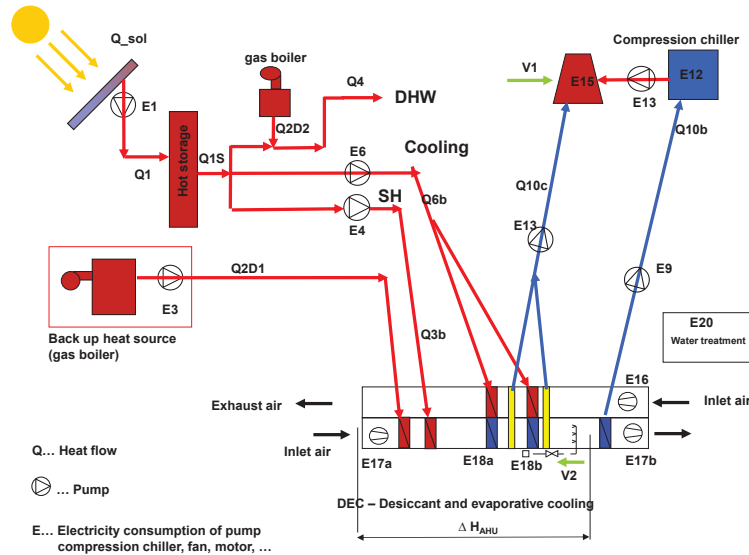 Q_sol
gas boiler
Compression chiller
Q4
DHW
V1
E15
E13
E12
E1
Q2D2
Hot storage
Q1
Q1S
E6
Cooling
Q10b
Q10c
SH
Q6b
E4
E13
Q2D1
E3
E9
Back up heat source
(gas boiler)
Q3b
E20
Water treatment
Exhaust air
E16
Inlet air
Inlet air
E17a
E18a
E18b
E17b
V2
Q... Heat flow
... Pump
DEC – Desiccant and evaporative cooling
Δ HAHU
E... Electricity consumption of pump
compression chiller, fan, motor, ...